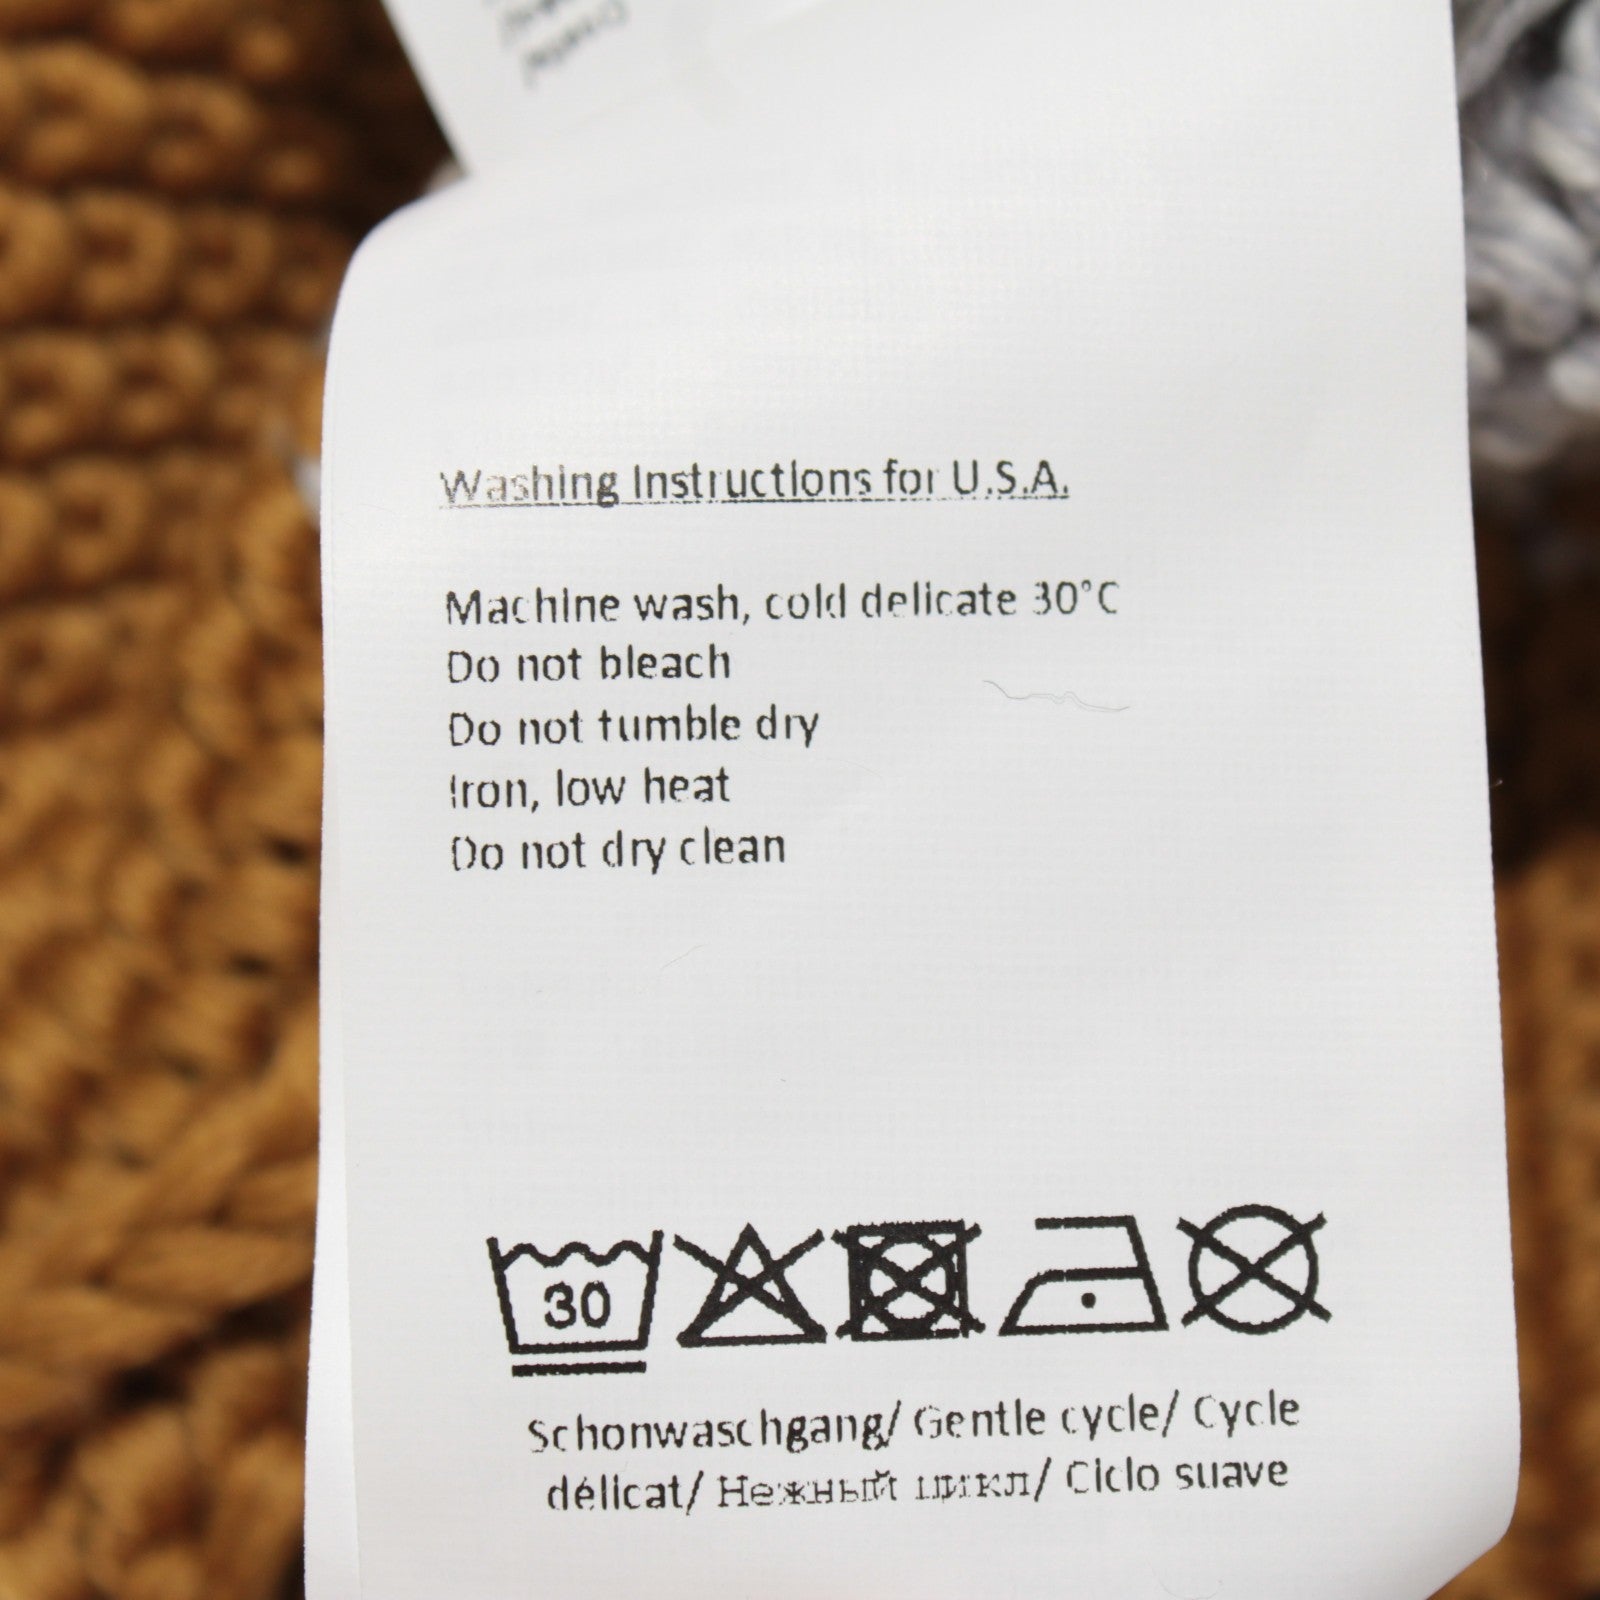 Washing Instructions for U.S.A.
Machine wash, cold delicate 30°C
Do not bleach
Do not tumble dry
Iron, low heat
Do not dry clean
30
Schonwaschgang/ Gentle cycle/ Cycle
délicat/ Нежный цикл/ Ciclo suave